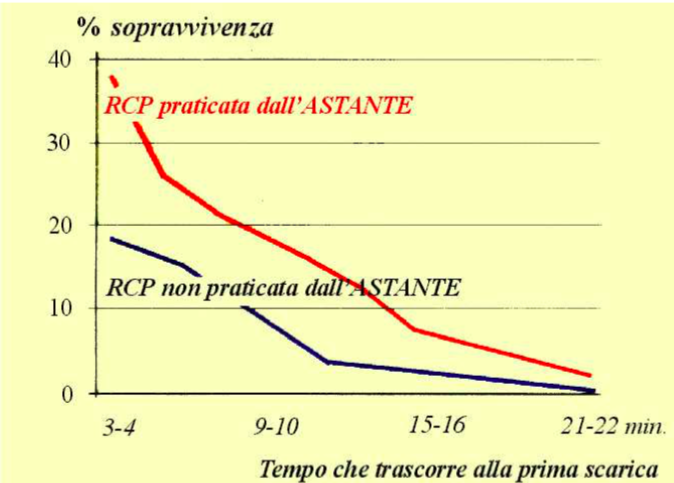 % sopravvivenza
40
RCP praticata dall'ASTANTE
30
20
RCP non praticata dall'ASTANTE
10
0
3-4 9-10 15-16 21-22 min.
Tempo che trascorre alla prima scarica